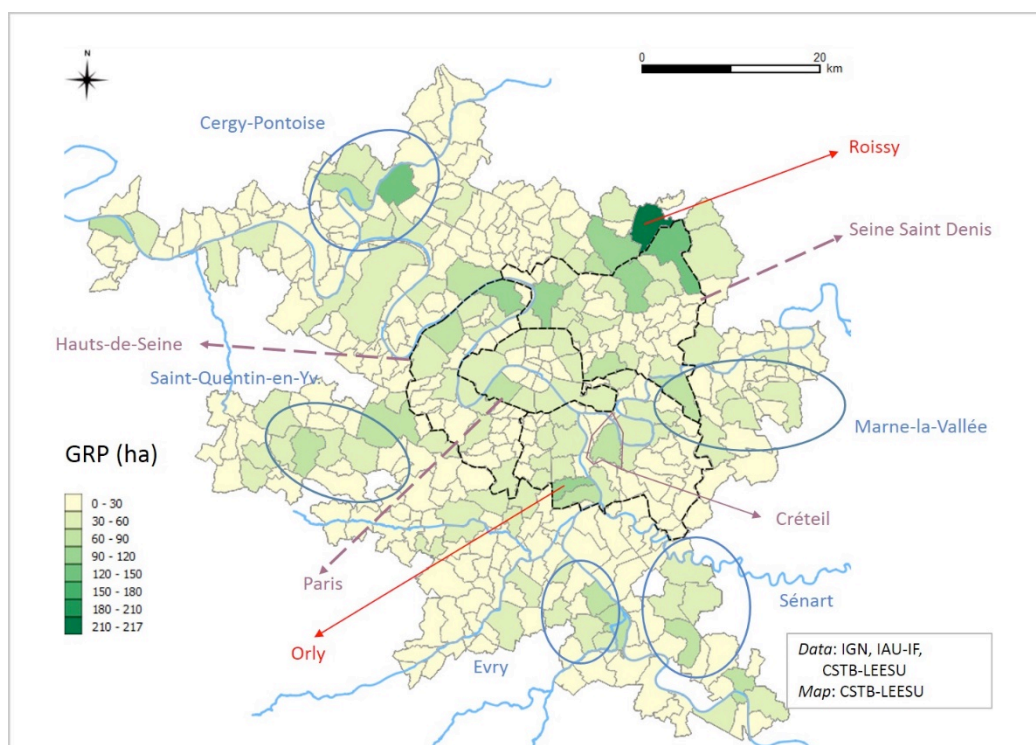 N
0 20
km
Cergy-Pontoise
Roissy
Seine Saint Denis
Hauts-de-Seine
Saint-Quentin-en-Yv.
Marne-la-Vallée
GRP (ha)
0 - 30
30 - 60
60 - 90
90 - 120
120 - 150
150 - 180
180 - 210
210 - 217
Créteil
Paris
Sénart
Orly
Evry
Data: IGN, IAU-IF,
CSTB-LEESU
Map: CSTB-LEESU